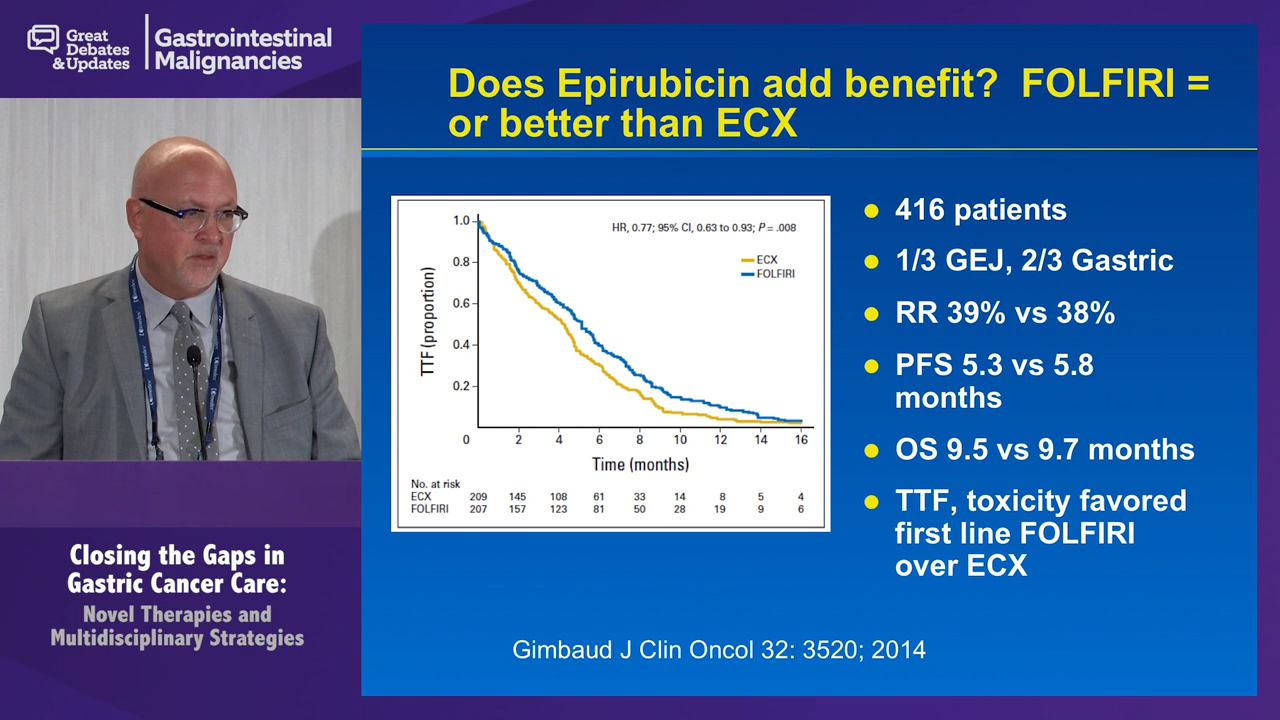 Great
Debates
& Updates
Gastrointestinal
Malignancies
Does Epirubicin add benefit? FOLFIRI =
or better than ECX
HR, 0.77; 95% CI, 0.63 to 0.93; P = .008
ECX
FOLFIRI
TTF (proportion)
1.0
0.8
0.6
0.4
0.2
0 2 4 6 8 10 12 14 16
Time (months)
No. at risk
ECX 209 145 108 61 33 14 8 5 4
FOLFIRI 207 157 123 81 50 28 19 9 6
416 patients
1/3 GEJ, 2/3 Gastric
RR 39% vs 38%
PFS 5.3 vs 5.8
months
OS 9.5 vs 9.7 months
TTF, toxicity favored
first line FOLFIRI
over ECX
Gimbaud J Clin Oncol 32: 3520; 2014
Closing the Gaps in
Gastric Cancer Care:
Novel Therapies and
Multidisciplinary Strategies